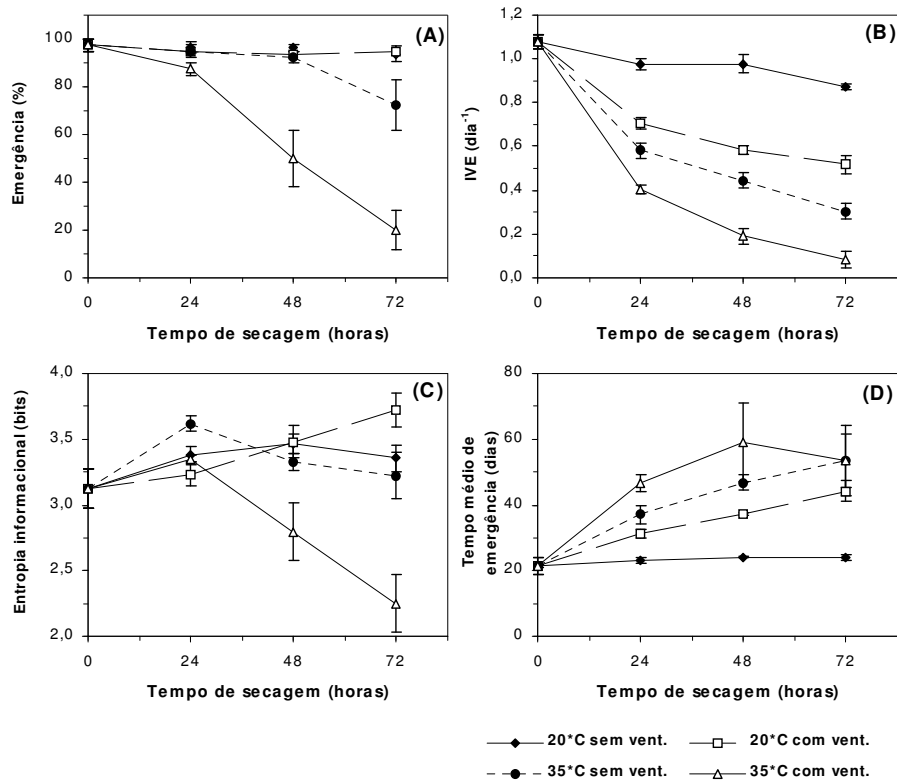 (A)
Emergência (%)
100
80
60
40
20
0
0 24 48 72
Tempo de secagem (horas)
(B)
IVE (dia⁻¹)
1,2
1,0
0,8
0,6
0,4
0,2
0,0
0 24 48 72
Tempo de secagem (horas)
(C)
Entropia informacional (bits)
4,0
3,5
3,0
2,5
2,0
0 24 48 72
Tempo de secagem (horas)
(D)
Tempo médio de
emergência (dias)
80
60
40
20
0
0 24 48 72
Tempo de secagem (horas)
20*C sem vent. 20*C com vent.
35*C sem vent. 35*C com vent.